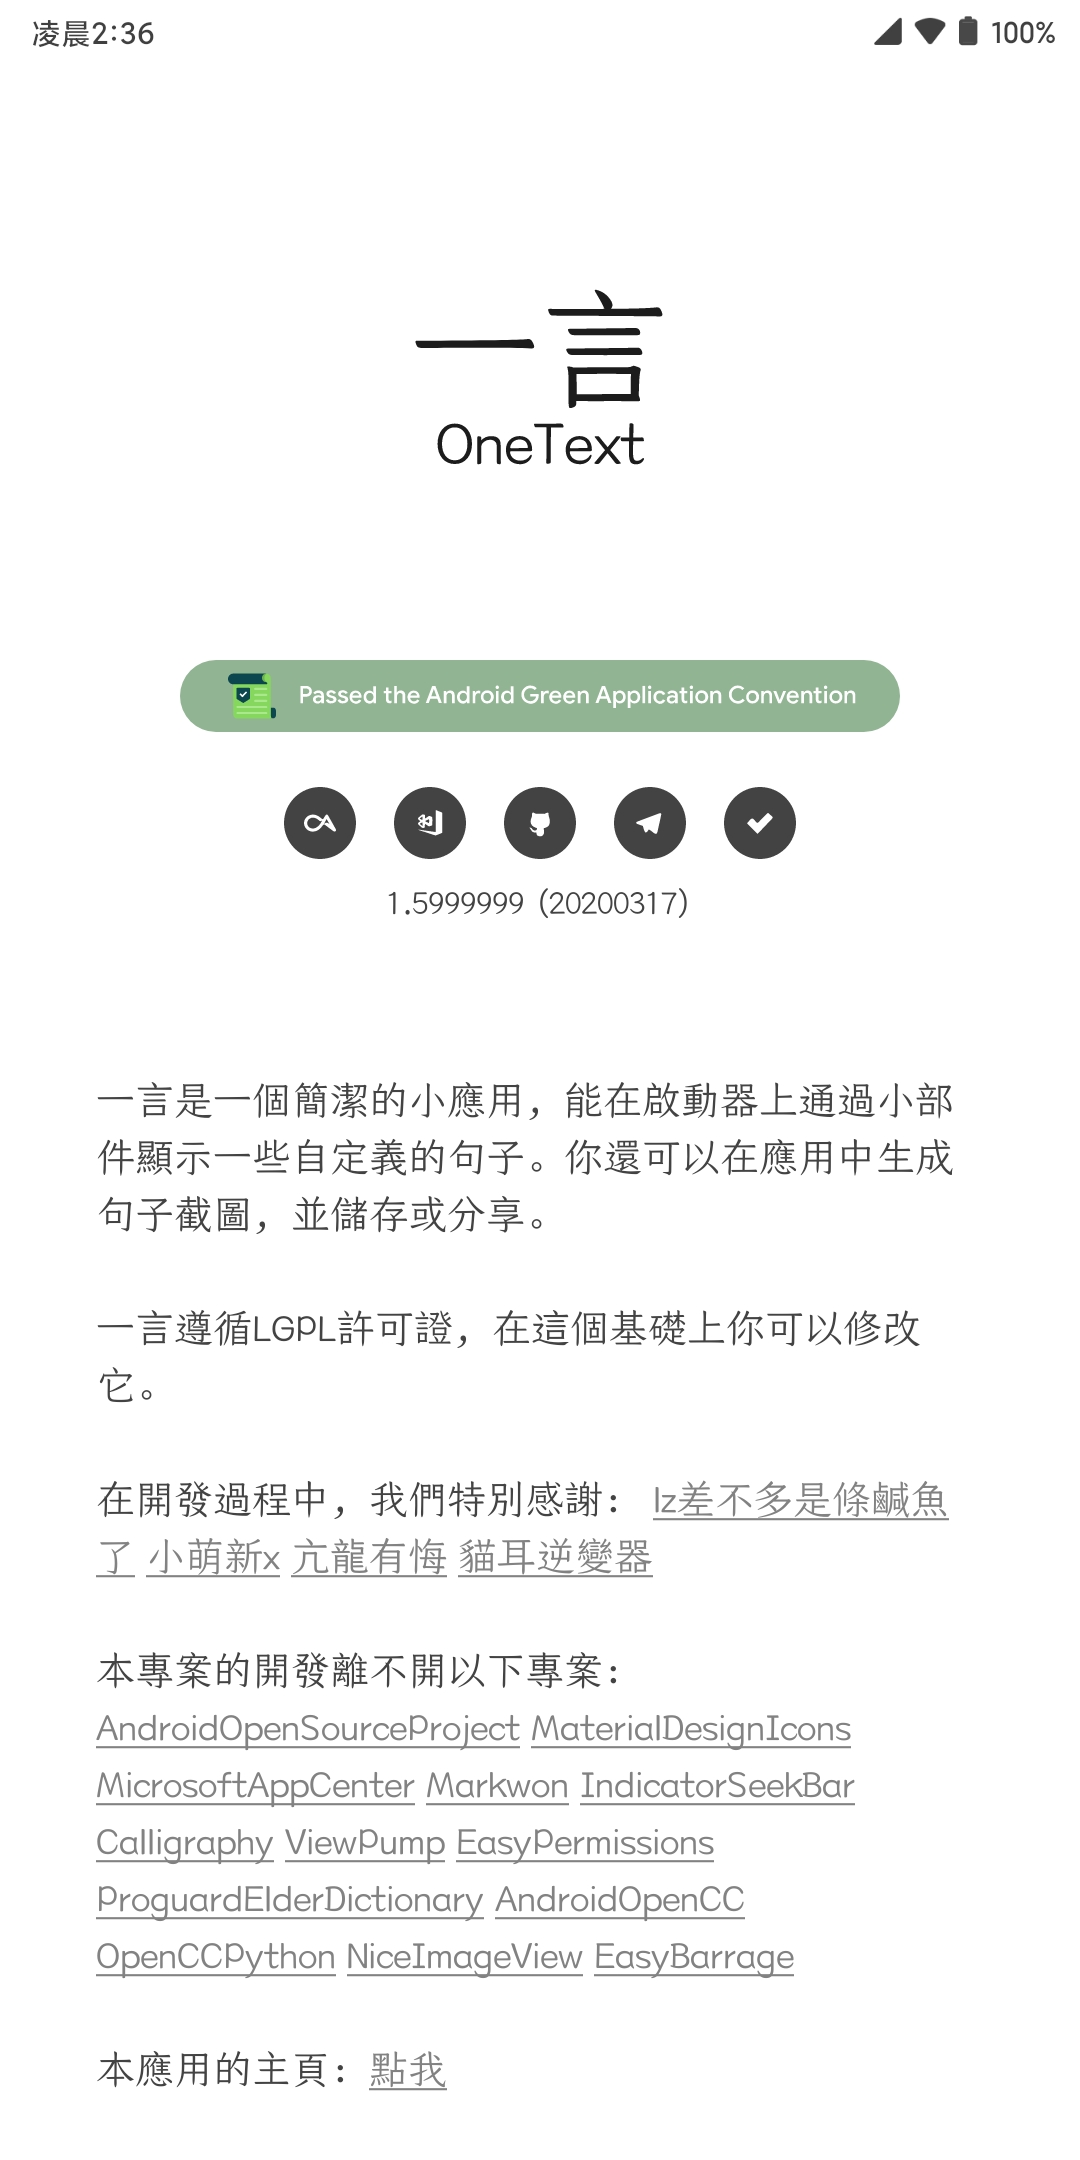 凌晨2:36
100%
一言
OneText
Passed the Android Green Application Convention
1.5999999 (20200317)
一言是一個簡潔的小應用，能在啟動器上通過小部
件顯示一些自定義的句子。你還可以在應用中生成
句子截圖，並儲存或分享。
一言遵循LGPL許可證，在這個基礎上你可以修改
它。
在開發過程中，我們特別感謝： lz差不多是條鹹魚
了 小萌新x 亢龍有悔 貓耳逆變器
本專案的開發離不開以下專案：
AndroidOpenSourceProject MaterialDesignIcons
MicrosoftAppCenter Markwon IndicatorSeekBar
Calligraphy ViewPump EasyPermissions
ProguardElderDictionary AndroidOpenCC
OpenCCPython NiceImageView EasyBarrage
本應用的主頁： 點我